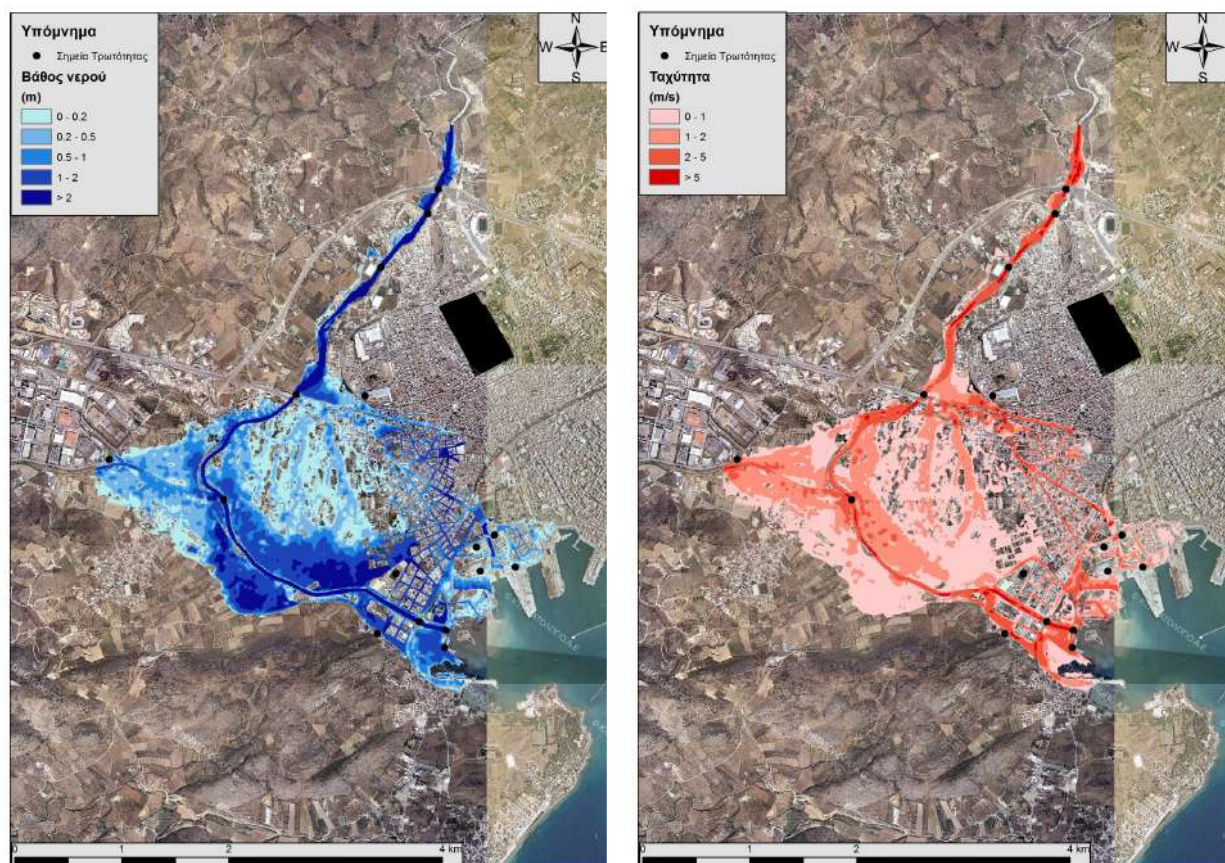 Υπόμνημα
Σημεία Τρωτότητας
Βάθος νερού
(m)
0 - 0.2
0.2 - 0.5
0.5 - 1
1 - 2
> 2
N
W E
S
0 1 2 4 km
Υπόμνημα
Σημεία Τρωτότητας
Ταχύτητα
(m/s)
0 - 1
1 - 2
2 - 5
> 5
N
W E
S
0 1 2 4 km